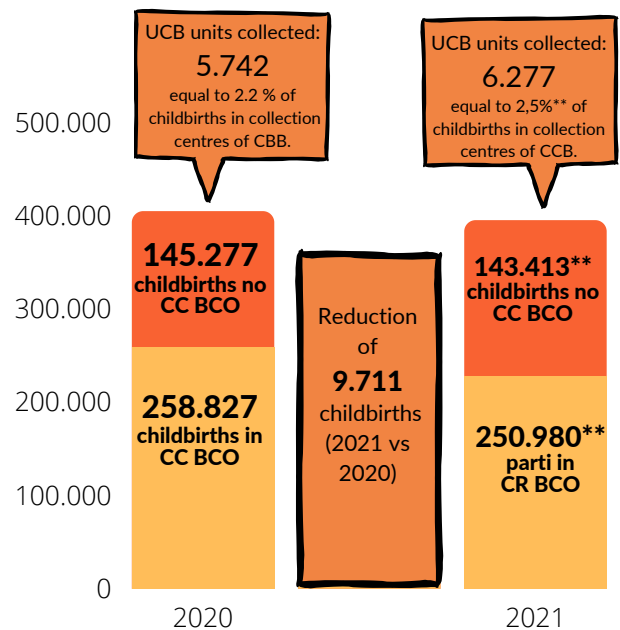 UCB units collected:
5.742
equal to 2.2 % of
childbirths in collection
centres of CBB.
UCB units collected:
6.277
equal to 2,5%** of
childbirths in collection
centres of CCB.
500.000
400.000
300.000
200.000
100.000
0
145.277
childbirths no
CC BCO
258.827
childbirths in
CC BCO
Reduction
of
9.711
childbirths
(2021 vs
2020)
143.413**
childbirths no
CC BCO
250.980**
parti in
CR BCO
2020
2021